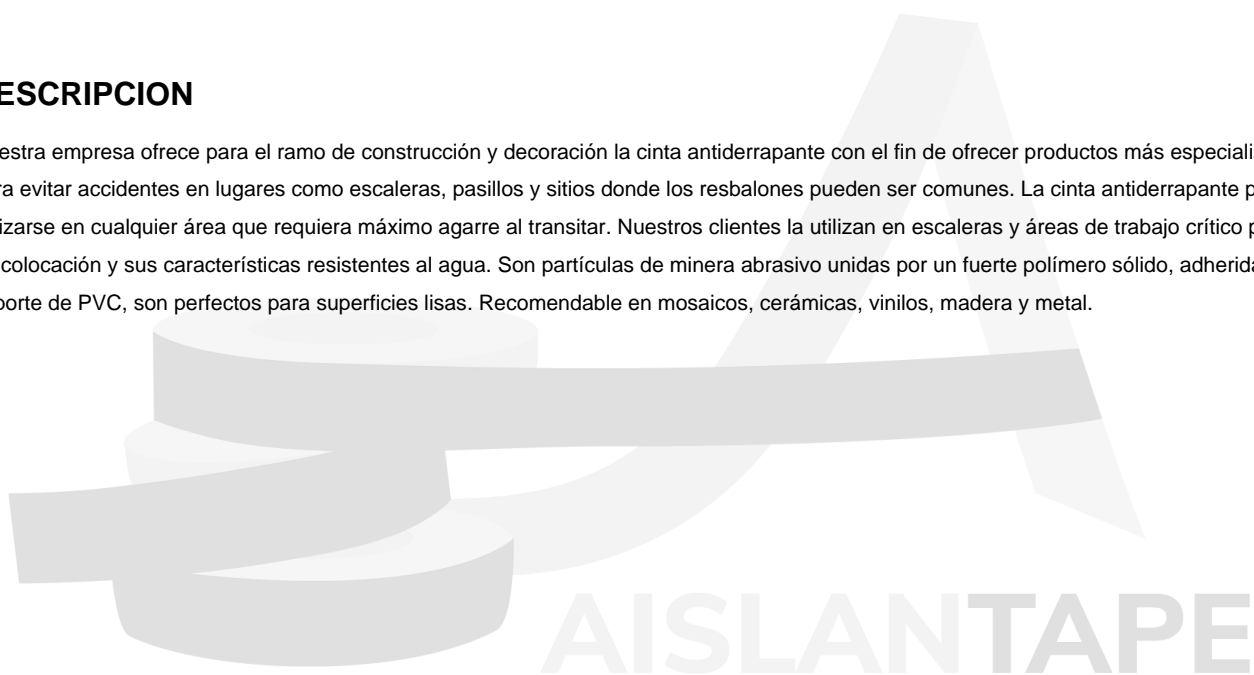 ESCRIPCION
estra empresa ofrece para el ramo de construcción y decoración la cinta antiderrapante con el fin de ofrecer productos más especiali
ra evitar accidentes en lugares como escaleras, pasillos y sitios donde los resbalones pueden ser comunes. La cinta antiderrapante p
izarse en cualquier área que requiera máximo agarre al transitar. Nuestros clientes la utilizan en escaleras y áreas de trabajo crítico p
colocación y sus características resistentes al agua. Son partículas de minera abrasivo unidas por un fuerte polímero sólido, adherida
porte de PVC, son perfectos para superficies lisas. Recomendable en mosaicos, cerámicas, vinilos, madera y metal.
AISLANTAPE